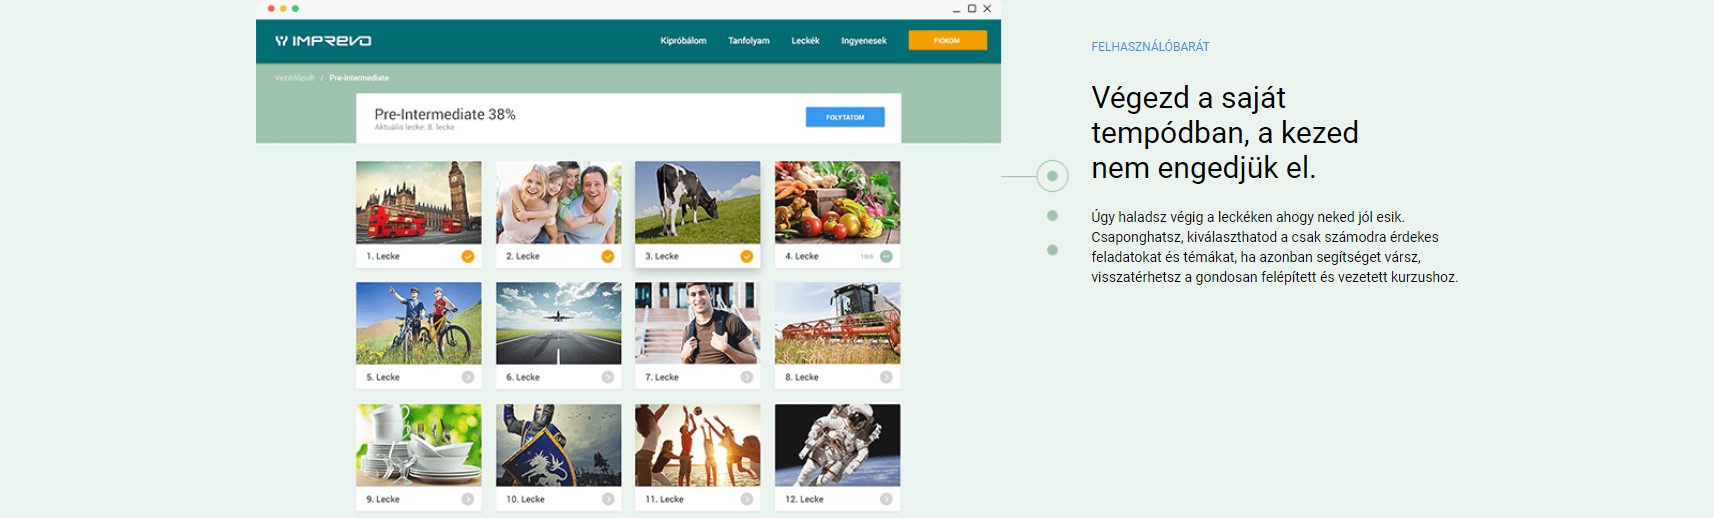 IMPREVO
Kipróbálom
Tanfolyam
Leckék
Ingyenesek
FIÓKOM
Vezérlőpult / Pre-intermediate
Pre-Intermediate 38%
Aktuális lecke: 8. lecke
FOLYTATOM
1. Lecke
2. Lecke
3. Lecke
4. Lecke
10/6
5. Lecke
6. Lecke
7. Lecke
8. Lecke
9. Lecke
10. Lecke
11. Lecke
12. Lecke
FELHASZNÁLÓBARÁT
Végezd a saját
tempódban, a kezed
nem engedjük el.
Úgy haladsz végig a leckéken ahogy neked jól esik.
Csaponghatsz, kiválaszthatod a csak számodra érdekes
feladatokat és témákat, ha azonban segítséget vársz,
visszatérhetsz a gondosan felépített és vezetett kurzushoz.